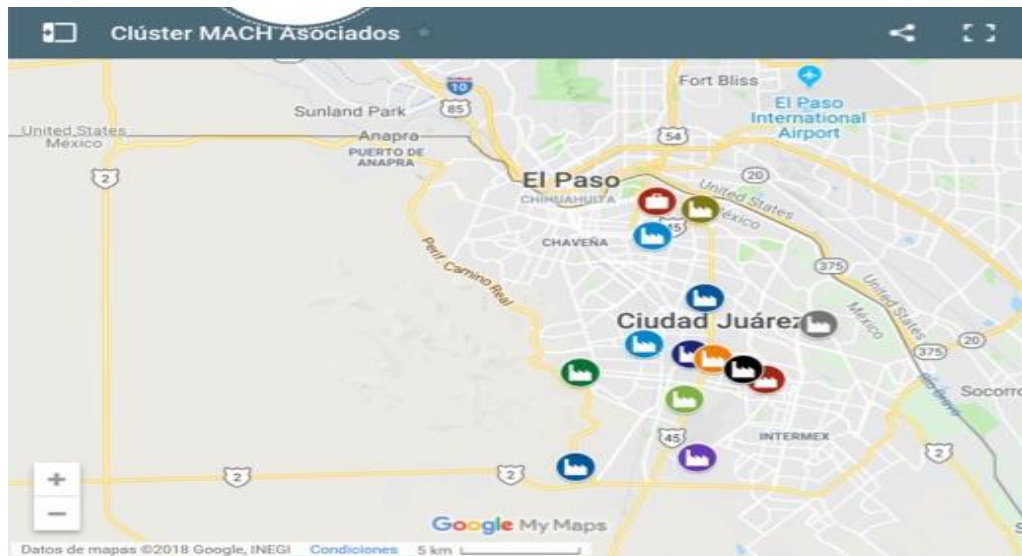 Clúster MACH Asociados
Fort Bliss
10
Sunland Park
85
El Paso
International
Airport
United States
México
Anapra
PUERTO DE
ANAPRA
54
2
El Paso
CHIHUAHUITA
20
United States
México
45
CHAVEÑA
Perif. Camino Real
375
Ciudad Juárez
México
United States
375
20
Socorro
Río Bravo
INTERMEX
45
2
2
2
+
−
Google My Maps
Datos de mapas ©2018 Google, INEGI
Condiciones
5 km